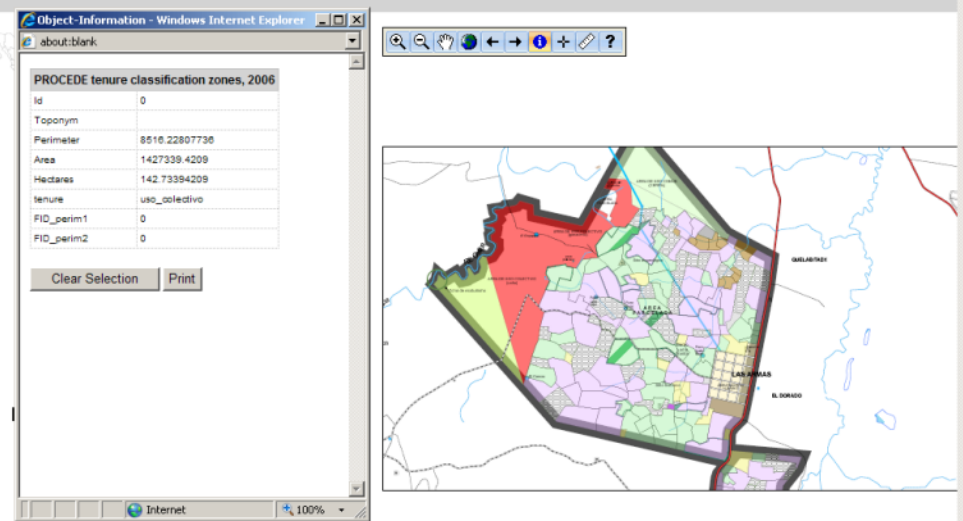 Object-Information - Windows Internet Explorer
about:blank
PROCEDE tenure classification zones, 2006
Id 0
Toponym
Perimeter 8516.22807736
Area 1427339.4209
Hectares 142.73394209
tenure uso_colectivo
FID_perim1 0
FID_perim2 0
Clear Selection Print
Internet 100%
?
QUELABITADV
AREA
PARCELADA
LAS ARMAS
EL DORADO